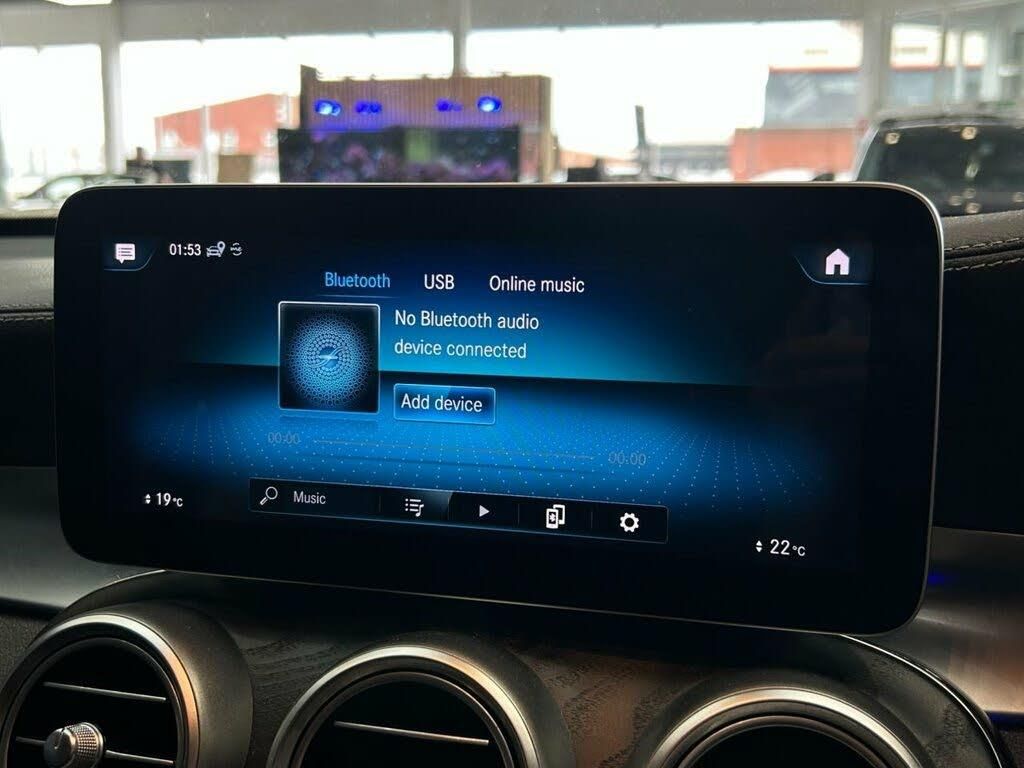 01:53 me
Bluetooth USB Online music
No Bluetooth audio
device connected
Add device
00:00 00:00
Music
19°C
22°C